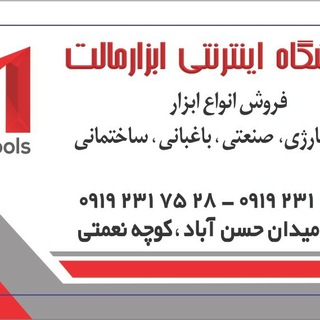 گاه اینترنتی ابزارمالت
فروش انواع ابزار
ارژی، صنعتی، باغبانی، ساختمانی
ools
۰۹۱۹ ۲۳۱ ۷۵ ۲۸ - ۰۹۱۹ ۲۳۱
میدان حسن آباد، کوچه نعمتی